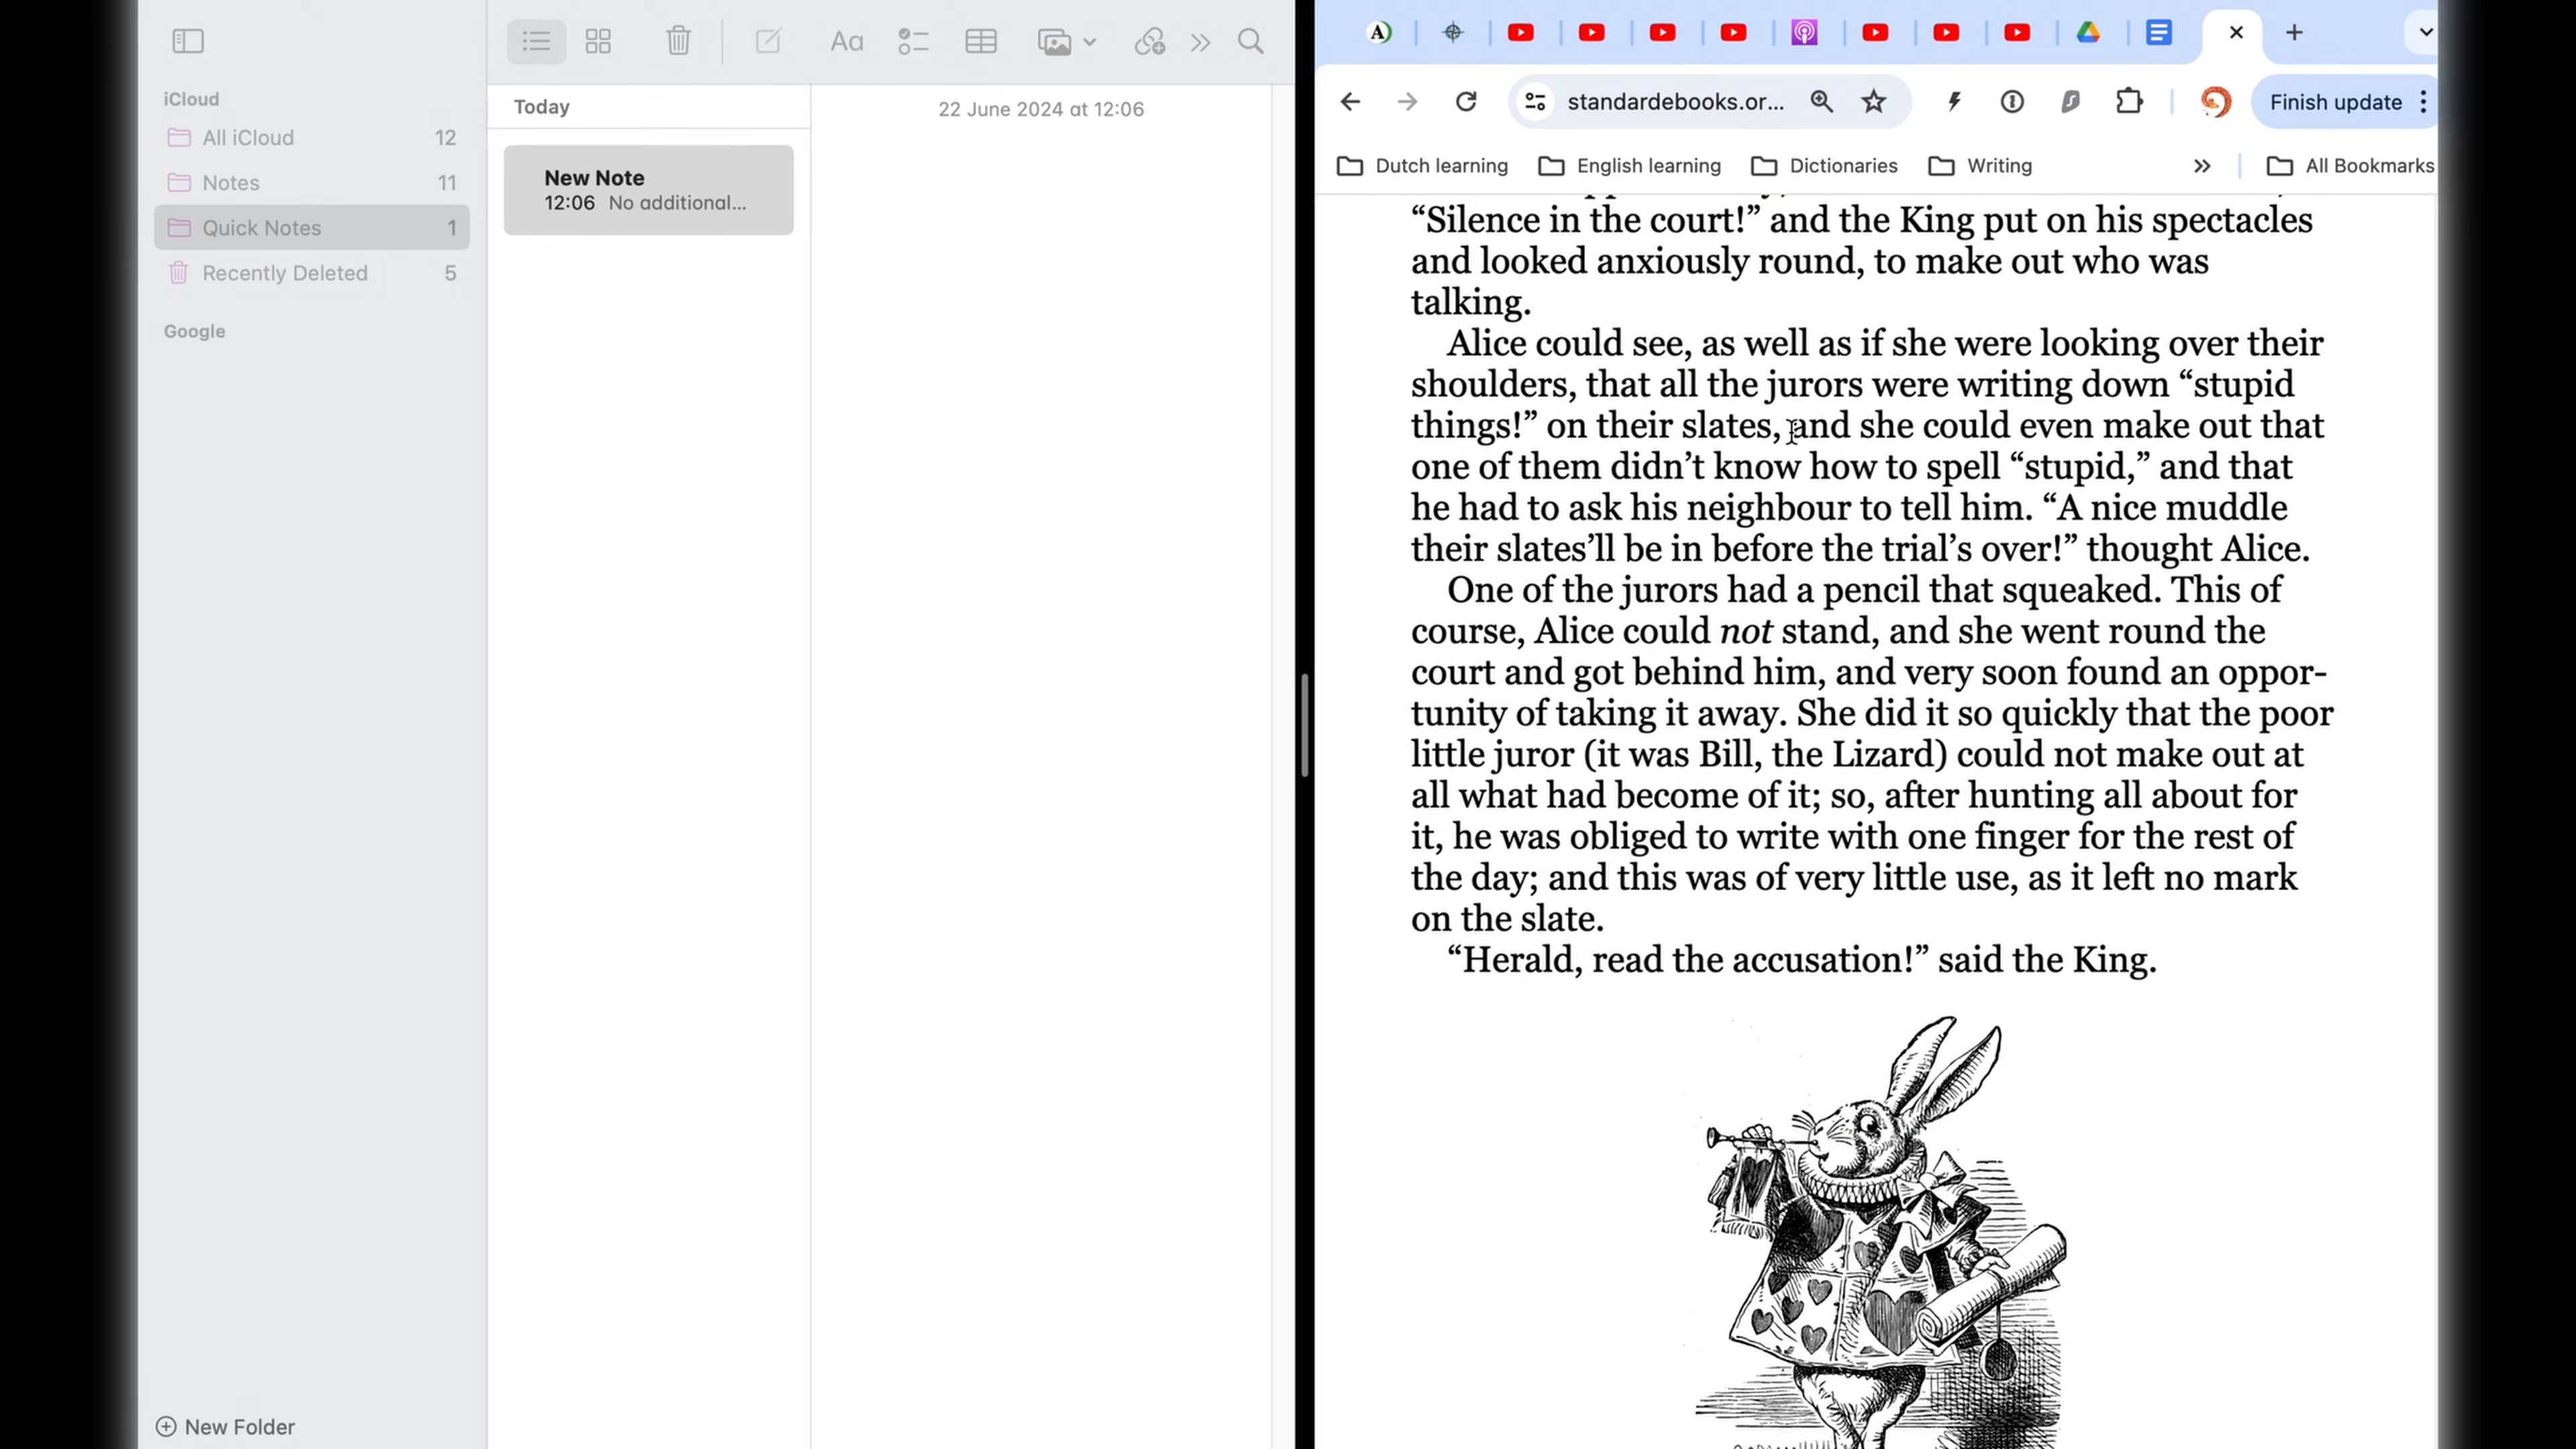 iCloud
All iCloud 12
Notes 11
Quick Notes 1
Recently Deleted 5
Google
New Folder
Aa
Today
New Note
12:06 No additional...
22 June 2024 at 12:06
A
standardebooks.or...
Finish update
Dutch learning
English learning
Dictionaries
Writing
All Bookmarks
“Silence in the court!” and the King put on his spectacles
and looked anxiously round, to make out who was
talking.
Alice could see, as well as if she were looking over their
shoulders, that all the jurors were writing down “stupid
things!” on their slates, and she could even make out that
one of them didn’t know how to spell “stupid,” and that
he had to ask his neighbour to tell him. “A nice muddle
their slates’ll be in before the trial’s over!” thought Alice.
One of the jurors had a pencil that squeaked. This of
course, Alice could not stand, and she went round the
court and got behind him, and very soon found an oppor-
tunity of taking it away. She did it so quickly that the poor
little juror (it was Bill, the Lizard) could not make out at
all what had become of it; so, after hunting all about for
it, he was obliged to write with one finger for the rest of
the day; and this was of very little use, as it left no mark
on the slate.
“Herald, read the accusation!” said the King.